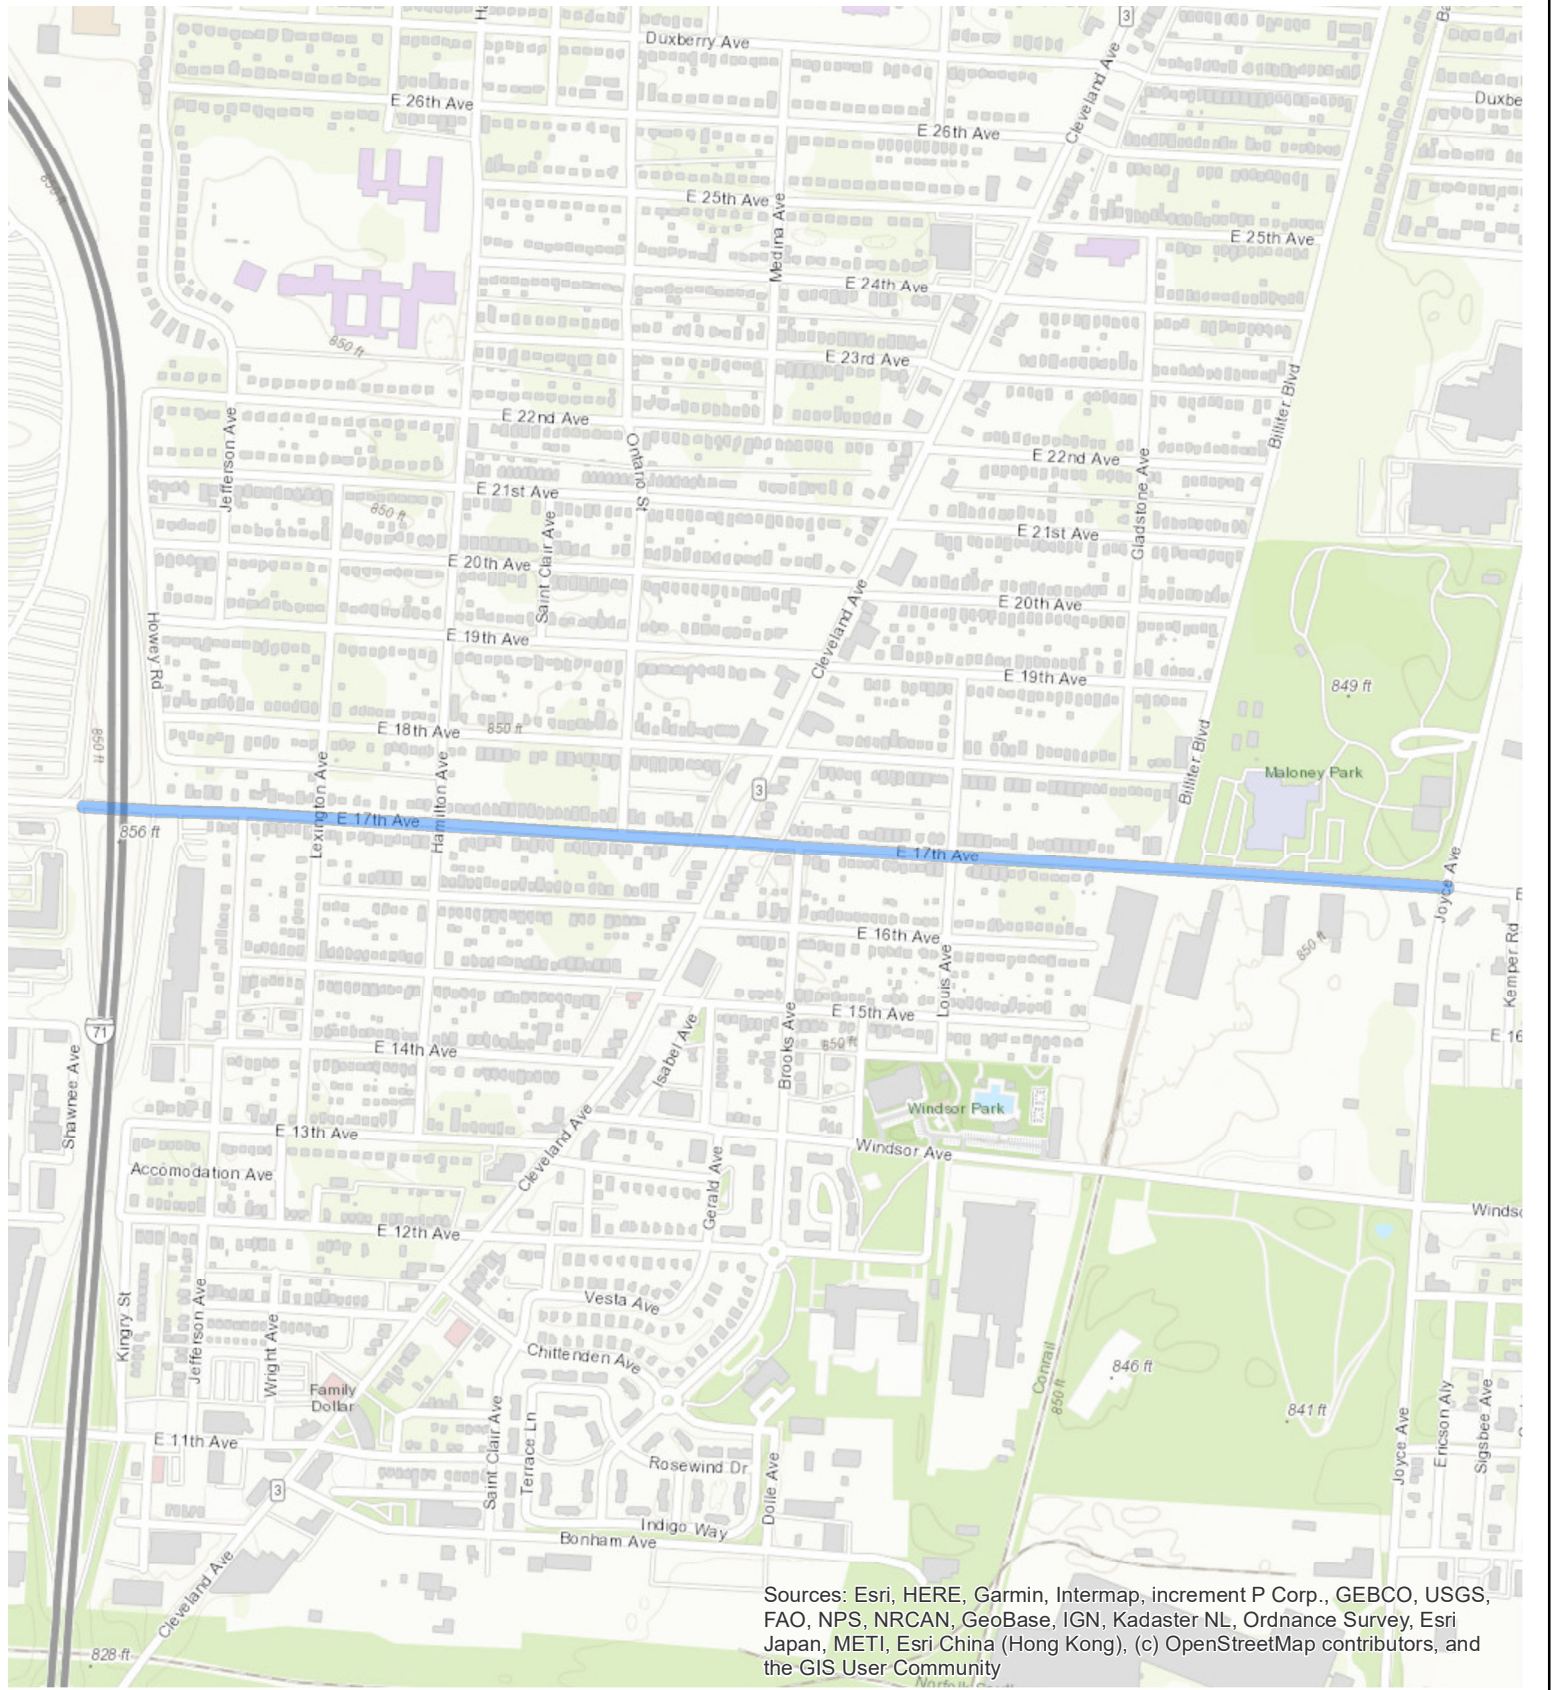 3
Duxberry Ave
Cleveland Ave
E 26th Ave
Duxbe
E 26th Ave
850 ft
E 25th Ave
Medina Ave
E 25th Ave
E 24th Ave
850 ft
E 23rd Ave
Billiter Blvd
E 22nd Ave
Jefferson Ave
Ontario St
E 22nd Ave
Gladstone Ave
E 21st Ave
850 ft
Saint Clair Ave
E 21st Ave
E 20th Ave
Cleveland Ave
E 20th Ave
Howey Rd
E 19th Ave
E 19th Ave
849 ft
E 18th Ave
850 ft
850 ft
Billiter Blvd
Lexington Ave
Hamilton Ave
Maloney Park
3
856 ft
E 17th Ave
E 17th Ave
Joyce Ave
E
E 16th Ave
850 ft
Kemper Rd
Louis Ave
71
E 15th Ave
Brooks Ave
850 ft
Isabel Ave
E 14th Ave
E 16
Shawnee Ave
Windsor Park
E 13th Ave
Cleveland Ave
Windsor Ave
Accomodation Ave
Gerald Ave
E 12th Ave
Windso
Kingry St
Jefferson Ave
Wright Ave
Vesta Ave
Chittenden Ave
Conrail
850 ft
846 ft
Family
Dollar
841 ft
E 11th Ave
Saint Clair Ave
Terrace Ln
Rosewind Dr
Dolle Ave
Joyce Ave
Ericson Aly
Sigsbee Ave
3
Indigo Way
Bonham Ave
Cleveland Ave
828 ft
Sources: Esri, HERE, Garmin, Intermap, increment P Corp., GEBCO, USGS,
FAO, NPS, NRCAN, GeoBase, IGN, Kadaster NL, Ordnance Survey, Esri
Japan, METI, Esri China (Hong Kong), (c) OpenStreetMap contributors, and
the GIS User Community